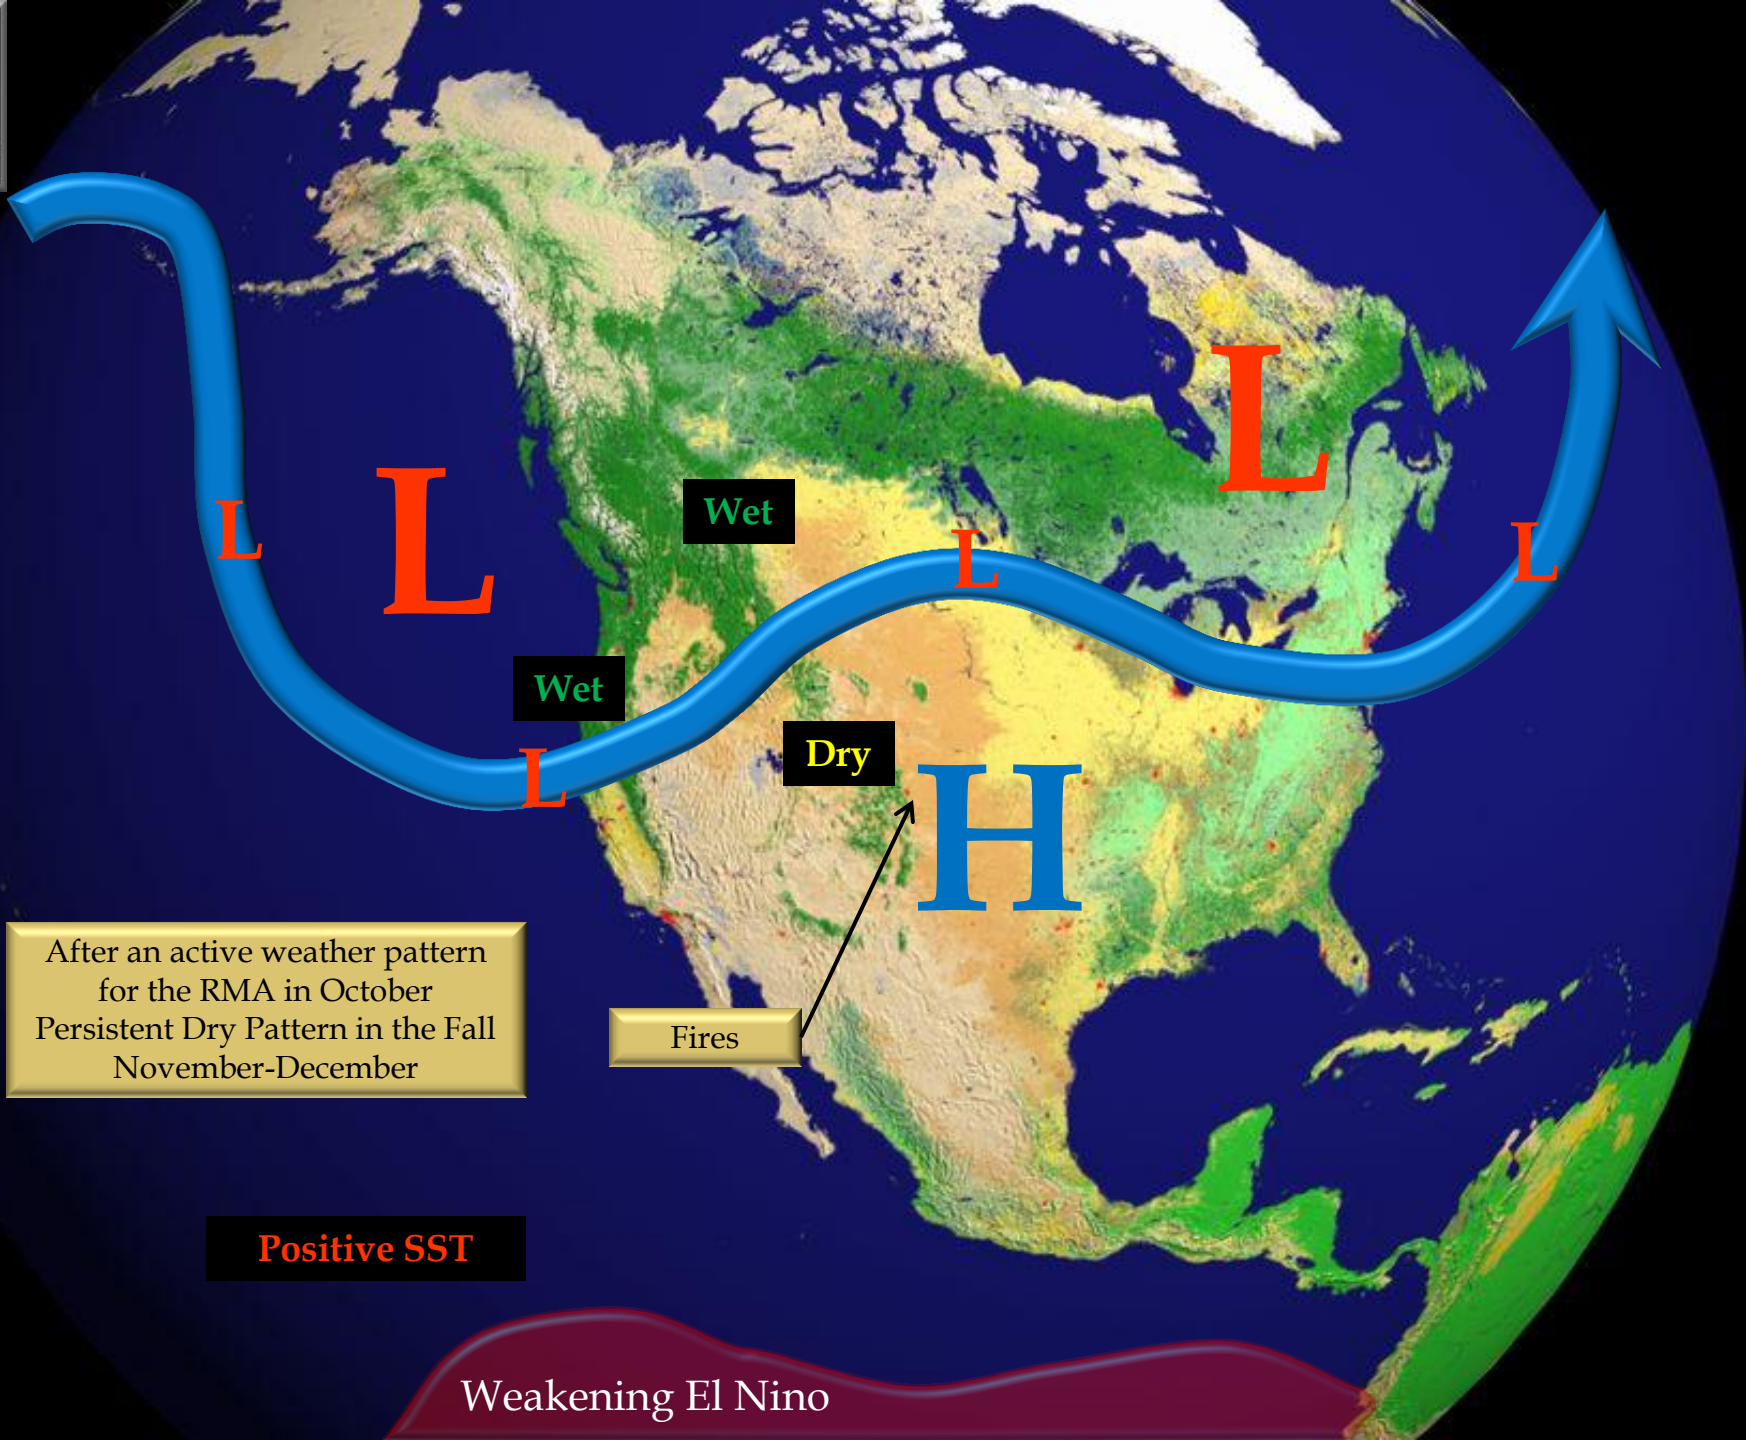 L
L
L
Wet
L
L
L
Wet
L
Dry
H
After an active weather pattern
for the RMA in October
Persistent Dry Pattern in the Fall
November-December
Fires
Positive SST
Weakening El Nino